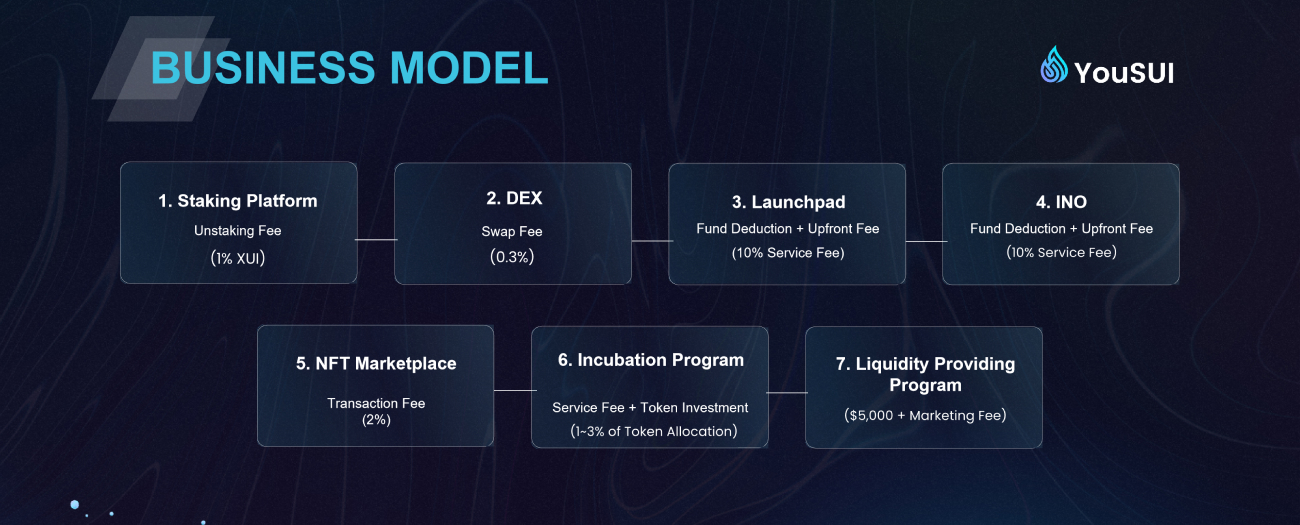 BUSINESS MODEL
YouSUI
1. Staking Platform
Unstaking Fee
(1% XUI)
2. DEX
Swap Fee
(0.3%)
3. Launchpad
Fund Deduction + Upfront Fee
(10% Service Fee)
4. INO
Fund Deduction + Upfront Fee
(10% Service Fee)
5. NFT Marketplace
Transaction Fee
(2%)
6. Incubation Program
Service Fee + Token Investment
(1~3% of Token Allocation)
7. Liquidity Providing
Program
($5,000 + Marketing Fee)